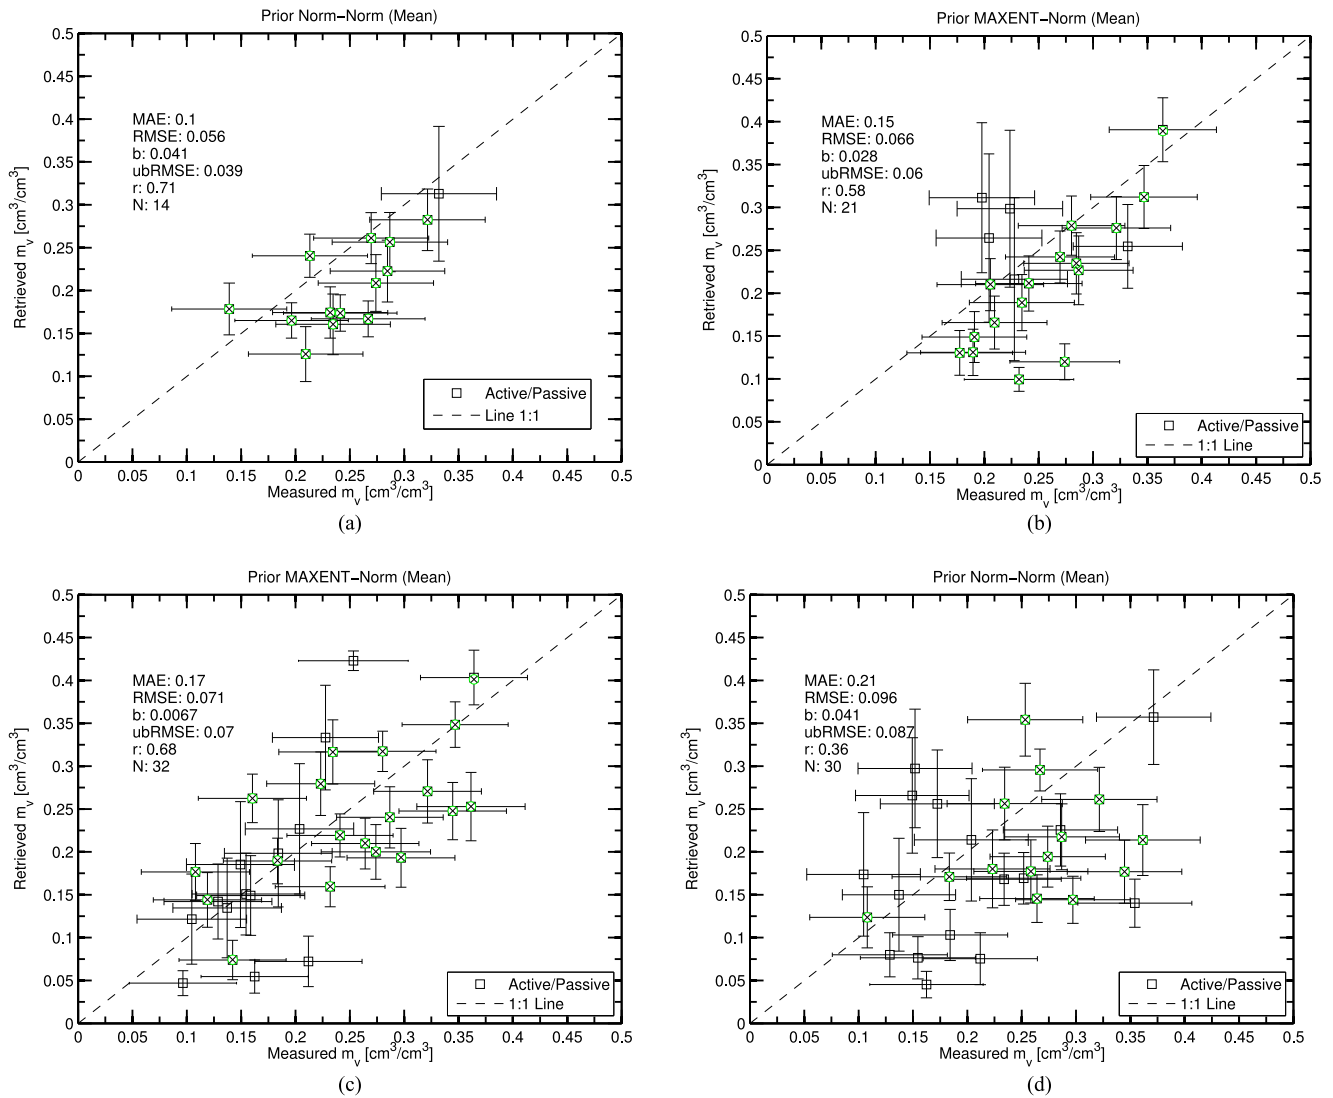 Prior Norm−Norm (Mean)
0.5
0.45
0.4
0.35
0.3
0.25
0.2
0.15
0.1
0.05
0
Retrieved m_v [cm^3/cm^3]
MAE: 0.1
RMSE: 0.056
b: 0.041
ubRMSE: 0.039
r: 0.71
N: 14
Active/Passive
Line 1:1
0 0.05 0.1 0.15 0.2 0.25 0.3 0.35 0.4 0.45 0.5
Measured m_v [cm^3/cm^3]
(a)
Prior MAXENT−Norm (Mean)
0.5
0.45
0.4
0.35
0.3
0.25
0.2
0.15
0.1
0.05
0
Retrieved m_v [cm^3/cm^3]
MAE: 0.15
RMSE: 0.066
b: 0.028
ubRMSE: 0.06
r: 0.58
N: 21
Active/Passive
1:1 Line
0 0.05 0.1 0.15 0.2 0.25 0.3 0.35 0.4 0.45 0.5
Measured m_v [cm^3/cm^3]
(b)
Prior MAXENT−Norm (Mean)
0.5
0.45
0.4
0.35
0.3
0.25
0.2
0.15
0.1
0.05
0
Retrieved m_v [cm^3/cm^3]
MAE: 0.17
RMSE: 0.071
b: 0.0067
ubRMSE: 0.07
r: 0.68
N: 32
Active/Passive
1:1 Line
0 0.05 0.1 0.15 0.2 0.25 0.3 0.35 0.4 0.45 0.5
Measured m_v [cm^3/cm^3]
(c)
Prior Norm−Norm (Mean)
0.5
0.45
0.4
0.35
0.3
0.25
0.2
0.15
0.1
0.05
0
Retrieved m_v [cm^3/cm^3]
MAE: 0.21
RMSE: 0.096
b: 0.041
ubRMSE: 0.087
r: 0.36
N: 30
Active/Passive
1:1 Line
0 0.05 0.1 0.15 0.2 0.25 0.3 0.35 0.4 0.45 0.5
Measured m_v [cm^3/cm^3]
(d)